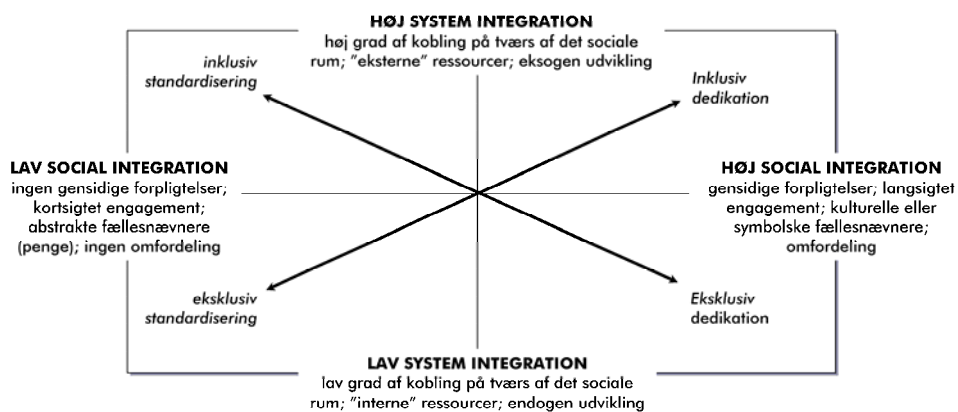 HØJ SYSTEM INTEGRATION
høj grad af kobling på tværs af det sociale
rum; "eksterne" ressourcer; eksogen udvikling
inklusiv
standardisering
Inklusiv
dedikation
LAV SOCIAL INTEGRATION
ingen gensidige forpligtelser;
kortsigtet engagement;
abstrakte fællesnævnere
(penge); ingen omfordeling
HØJ SOCIAL INTEGRATION
gensidige forpligtelser; langsigtet
engagement; kulturelle eller
symbolske fællesnævnere;
omfordeling
eksklusiv
standardisering
Eksklusiv
dedikation
LAV SYSTEM INTEGRATION
lav grad af kobling på tværs af det sociale
rum; "interne" ressourcer; endogen udvikling